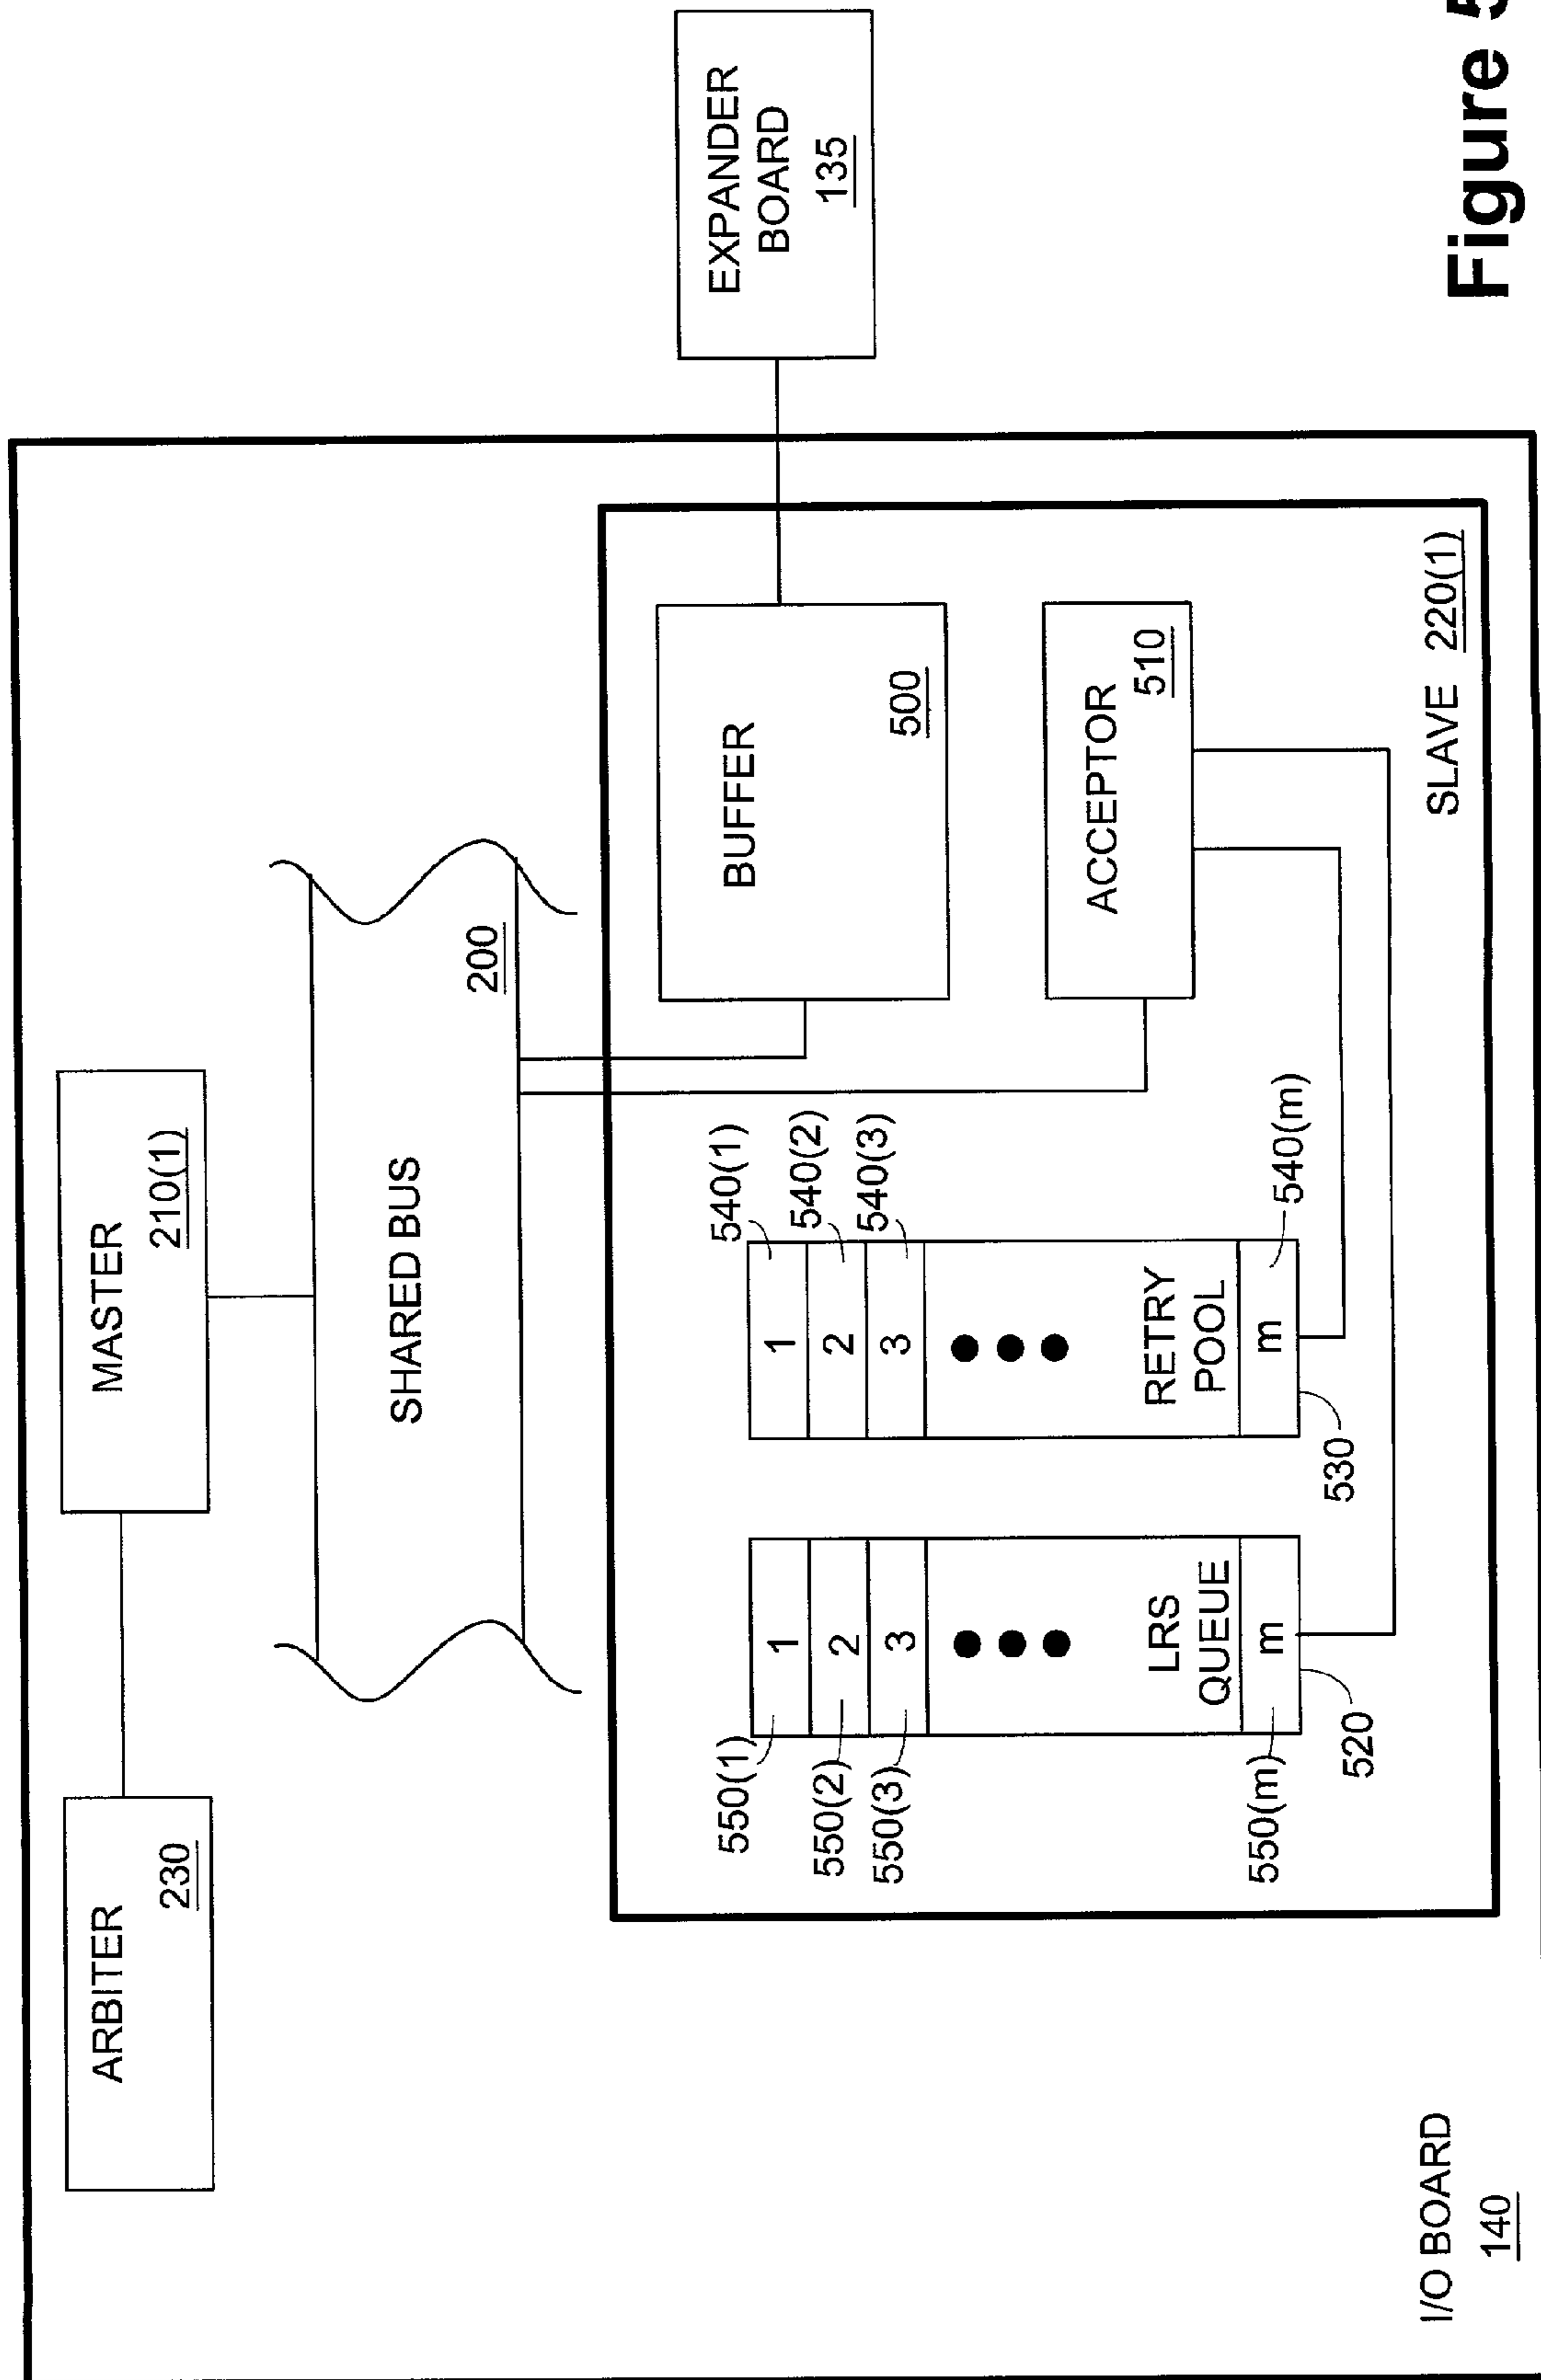 ARBITER
230
MASTER
210(1)
SHARED BUS
200
EXPANDER
BOARD
135
BUFFER
500
ACCEPTOR
510
540(1)
540(2)
540(3)
540(m)
1
2
3
RETRY
POOL
m
530
550(1)
550(2)
550(3)
550(m)
1
2
3
LRS
QUEUE
m
520
SLAVE 220(1)
I/O BOARD
140
Figure 5